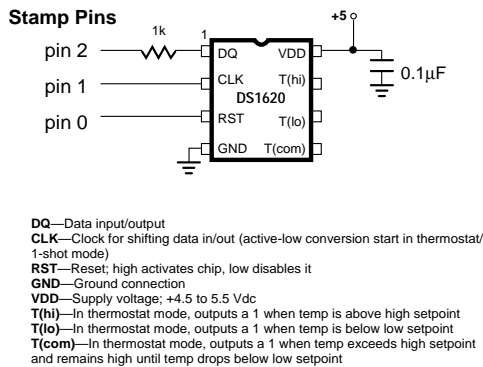 Stamp Pins
+5
1k
1
pin 2
DQ
VDD
pin 1
CLK
T(hi)
0.1µF
DS1620
pin 0
RST
T(lo)
GND
T(com)
DQ—Data input/output
CLK—Clock for shifting data in/out (active-low conversion start in thermostat/
1-shot mode)
RST—Reset; high activates chip, low disables it
GND—Ground connection
VDD—Supply voltage; +4.5 to 5.5 Vdc
T(hi)—In thermostat mode, outputs a 1 when temp is above high setpoint
T(lo)—In thermostat mode, outputs a 1 when temp is below low setpoint
T(com)—In thermostat mode, outputs a 1 when temp exceeds high setpoint
and remains high until temp drops below low setpoint